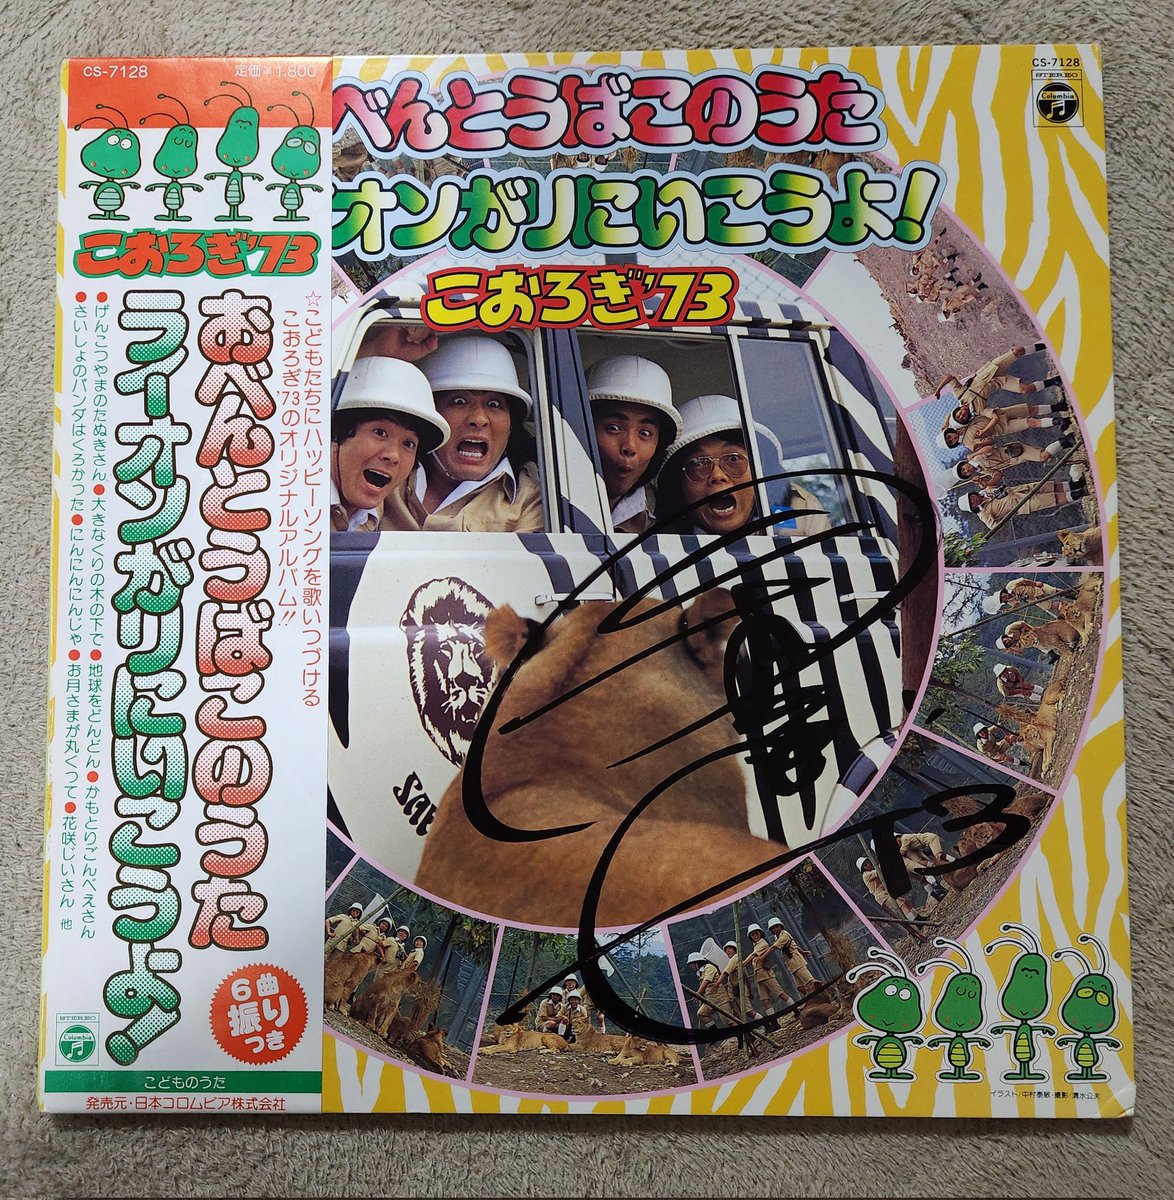 CS-7128
定価¥1,800
こおろぎ'73
☆こどもたちにハッピーソングを歌いつづける
こおろぎ'73のオリジナルアルバム!!
おべんとうばこのうた
ライオンがりにいこうよ!
●げんこつやまのたぬきさん●大きなくりの木の下で●地球をどんどん●かもとりごんべえさん
●さいしょのパンダはくろかった●にんにんにんじゃ●お月さまが丸くって●花咲じいさん 他
6曲
振り
つき
STEREO
Columbia
こどものうた
発売元・日本コロムビア株式会社
CS-7128
STEREO
Columbia
べんとうばこのうた
オンがりにいこうよ!
こおろぎ'73
'73
イラスト/中村泰敏・撮影/清水公夫